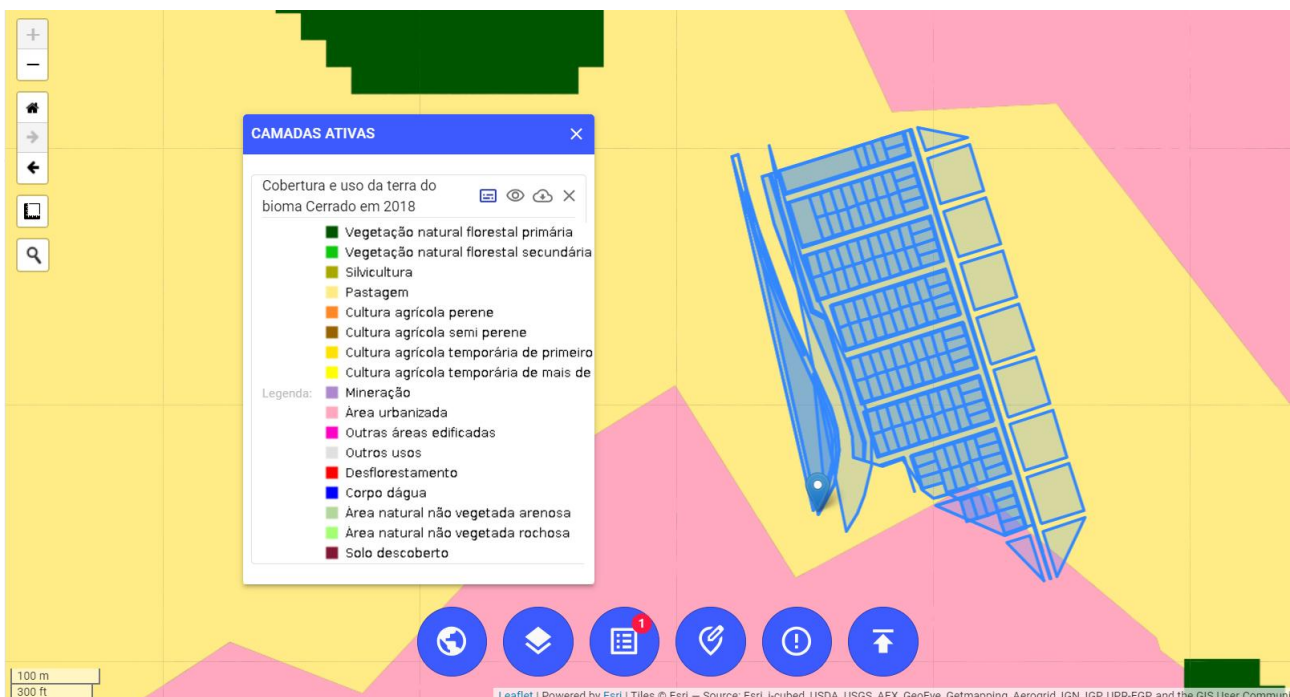 CAMADAS ATIVAS
Cobertura e uso da terra do
bioma Cerrado em 2018
Vegetação natural florestal primária
Vegetação natural florestal secundária
Silvicultura
Pastagem
Cultura agrícola perene
Cultura agrícola semi perene
Cultura agrícola temporária de primeiro
Cultura agrícola temporária de mais de
Legenda: Mineração
Área urbanizada
Outras áreas edificadas
Outros usos
Desflorestamento
Corpo dágua
Área natural não vegetada arenosa
Área natural não vegetada rochosa
Solo descoberto
1
100 m
300 ft
Leaflet | Powered by Esri | Tiles © Esri — Source: Esri, i-cubed, USDA, USGS, AEX, GeoEye, Getmapping, Aerogrid, IGN, IGP, UPR-EGP, and the GIS User Communi